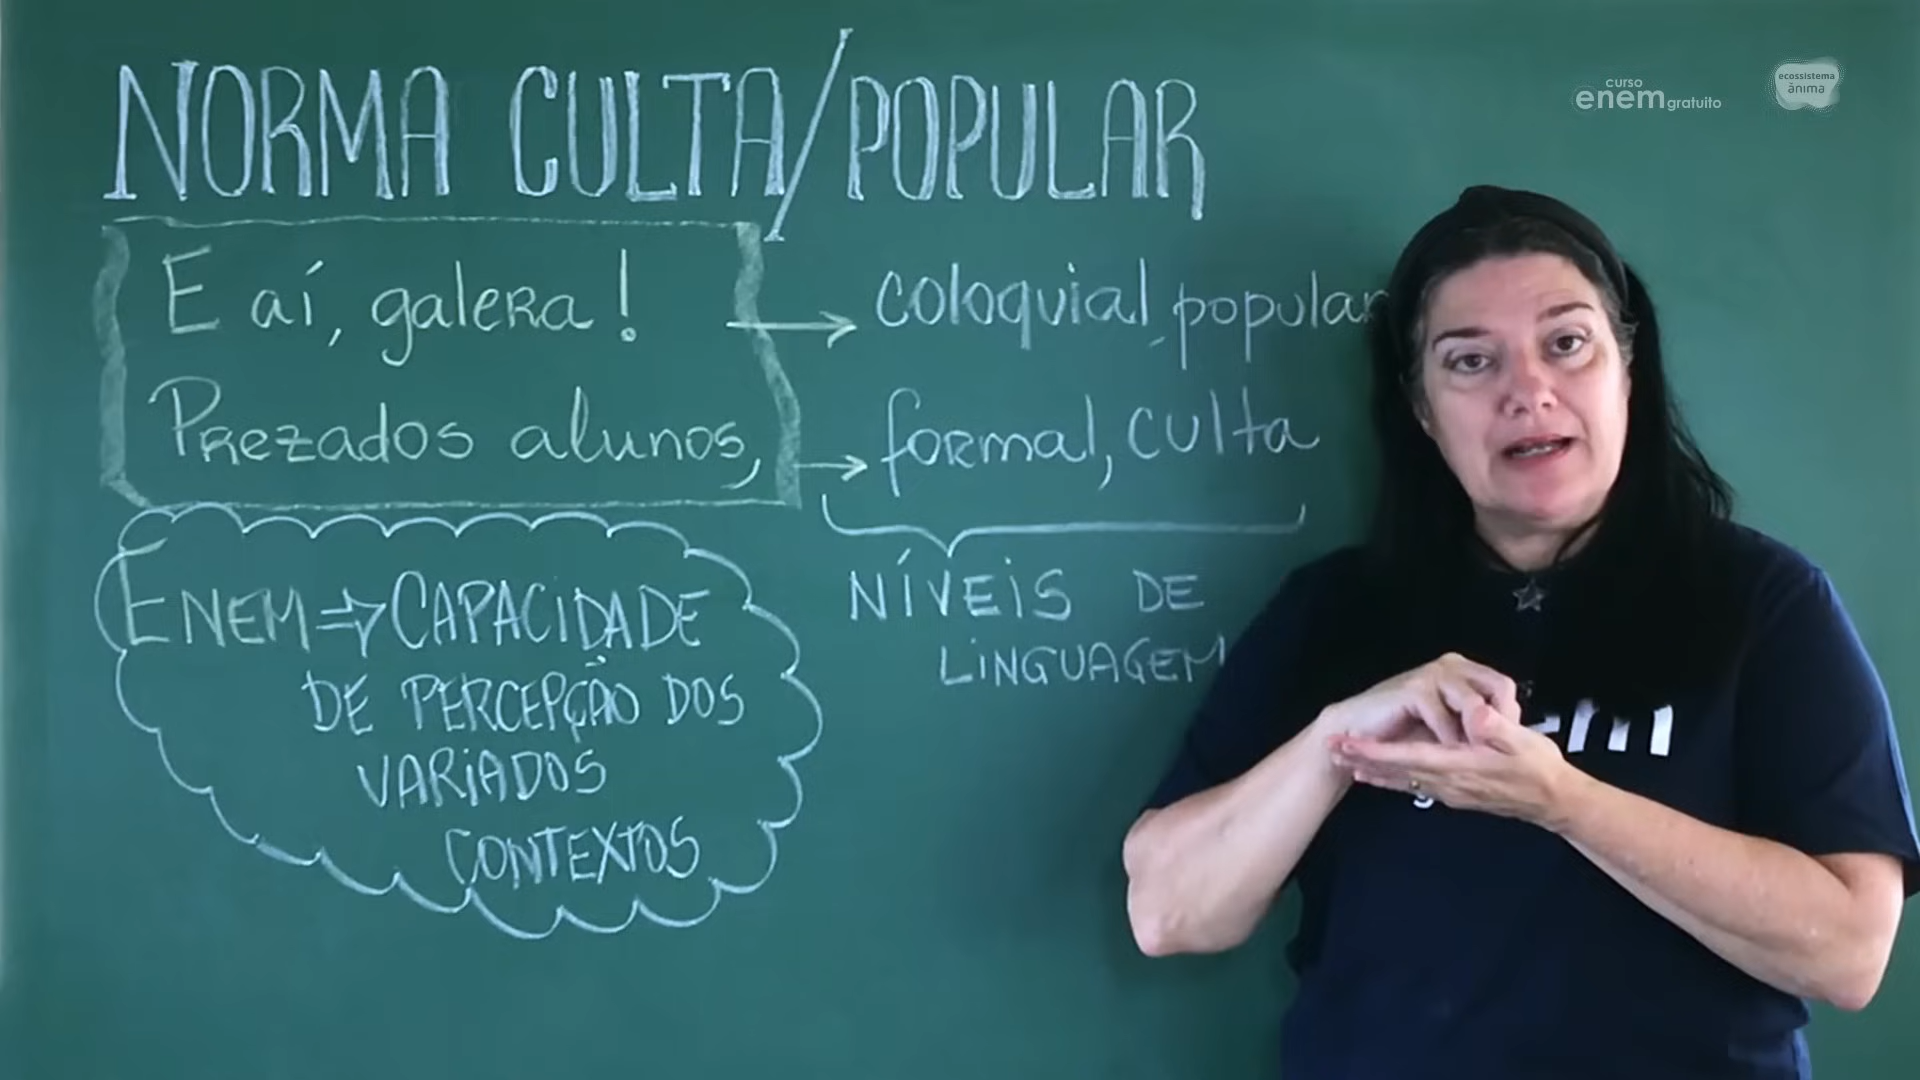 NORMA CULTA/POPULAR
E aí, galera! → coloquial, popular
Prezados alunos, → formal, culta
NÍVEIS DE
LINGUAGEM
ENEM ⇒ CAPACIDADE
DE PERCEPÇÃO DOS
VARIADOS
CONTEXTOS
curso
enem gratuito
ecossistema
ănima